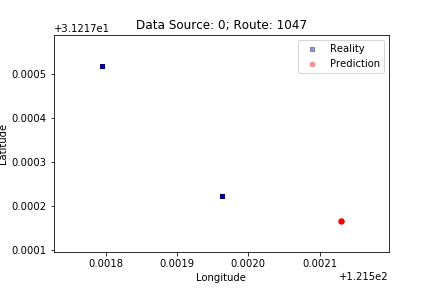 Data Source: 0; Route: 1047
+3.1217e1
Reality
Prediction
0.0005
0.0004
0.0003
0.0002
0.0001
Latitude
0.0018
0.0019
0.0020
0.0021
Longitude
+1.215e2